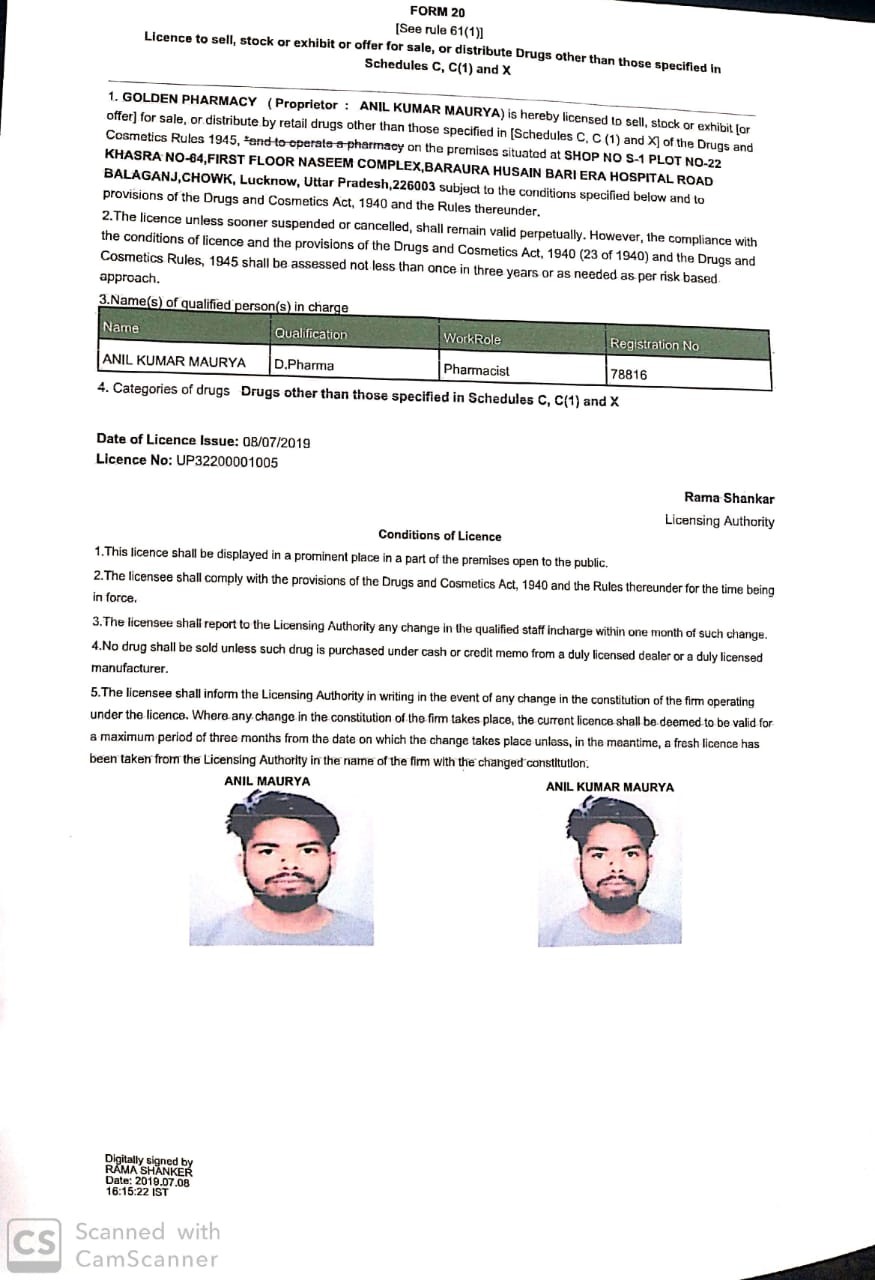 FORM 20
[See rule 61(1)]
Licence to sell, stock or exhibit or offer for sale, or distribute Drugs other than those specified in
Schedules C, C(1) and X
1. GOLDEN PHARMACY ( Proprietor : ANIL KUMAR MAURYA) is hereby licensed to sell, stock or exhibit [or
offer] for sale, or distribute by retail drugs other than those specified in [Schedules C, C (1) and X] of the Drugs and
Cosmetics Rules 1945, *and to operate a pharmacy on the premises situated at SHOP NO S-1 PLOT NO-22
KHASRA NO-64,FIRST FLOOR NASEEM COMPLEX,BARAURA HUSAIN BARI ERA HOSPITAL ROAD
BALAGANJ,CHOWK, Lucknow, Uttar Pradesh,226003 subject to the conditions specified below and to
provisions of the Drugs and Cosmetics Act, 1940 and the Rules thereunder.
2.The licence unless sooner suspended or cancelled, shall remain valid perpetually. However, the compliance with
the conditions of licence and the provisions of the Drugs and Cosmetics Act, 1940 (23 of 1940) and the Drugs and
Cosmetics Rules, 1945 shall be assessed not less than once in three years or as needed as per risk based
approach.
3.Name(s) of qualified person(s) in charge
Name Qualification WorkRole Registration No
ANIL KUMAR MAURYA D.Pharma Pharmacist 78816
4. Categories of drugs Drugs other than those specified in Schedules C, C(1) and X
Date of Licence Issue: 08/07/2019
Licence No: UP32200001005
Rama Shankar
Licensing Authority
Conditions of Licence
1.This licence shall be displayed in a prominent place in a part of the premises open to the public.
2.The licensee shall comply with the provisions of the Drugs and Cosmetics Act, 1940 and the Rules thereunder for the time being
in force.
3.The licensee shall report to the Licensing Authority any change in the qualified staff incharge within one month of such change.
4.No drug shall be sold unless such drug is purchased under cash or credit memo from a duly licensed dealer or a duly licensed
manufacturer.
5.The licensee shall inform the Licensing Authority in writing in the event of any change in the constitution of the firm operating
under the licence. Where any change in the constitution of the firm takes place, the current licence shall be deemed to be valid for
a maximum period of three months from the date on which the change takes place unless, in the meantime, a fresh licence has
been taken from the Licensing Authority in the name of the firm with the changed constitution.
ANIL MAURYA ANIL KUMAR MAURYA
Digitally signed by
RAMA SHANKER
Date: 2019.07.08
16:15:22 IST
CS Scanned with
CamScanner